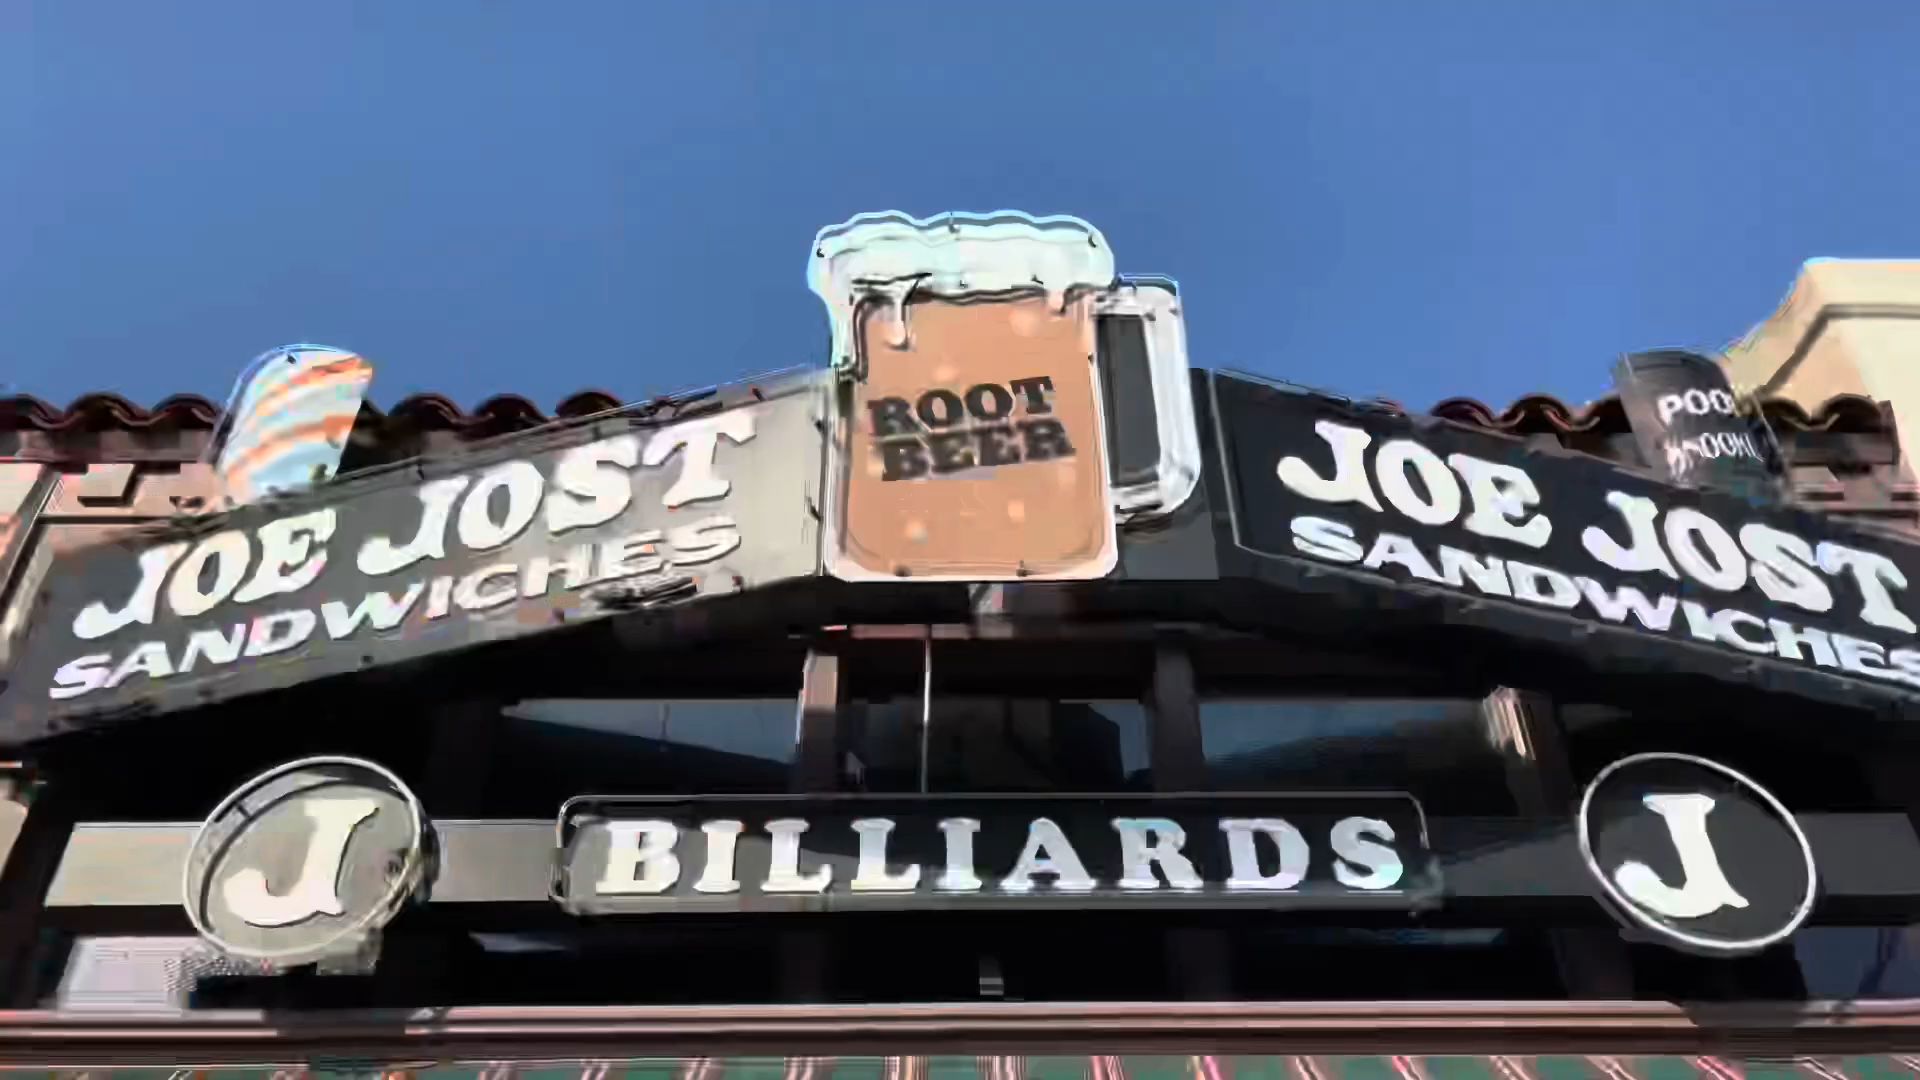 ROOT
BEER
JOE JOST
SANDWICHES
JOE JOST
SANDWICHES
J
BILLIARDS
J